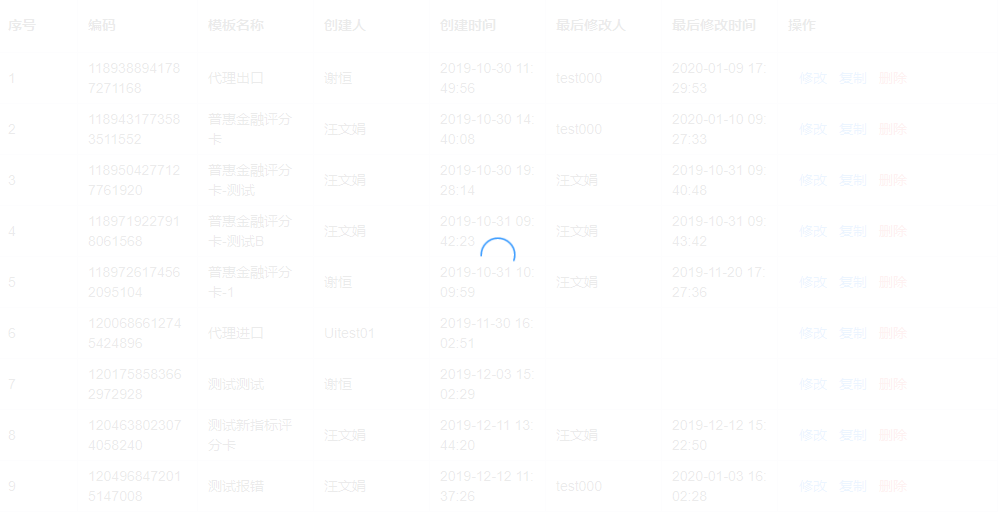 序号 编码 模板名称 创建人 创建时间 最后修改人 最后修改时间 操作
118938894178 2019-10-30 11: 2020-01-09 17:
1 代理出口 谢恒 test000 修改 复制 删除
7271168 49:56 29:53
118943177358 普惠金融评分 2019-10-30 14: 2020-01-10 09:
2 汪文娟 test000 修改 复制 删除
3511552 卡 40:08 27:33
118950427712 普惠金融评分 2019-10-30 19: 2019-10-31 09:
3 汪文娟 汪文娟 修改 复制 删除
7761920 卡-测试 28:14 40:48
118971922791 普惠金融评分 2019-10-31 09: 2019-10-31 09:
4 汪文娟 汪文娟 修改 复制 删除
8061568 卡-测试B 42:23 43:42
118972617456 普惠金融评分 2019-10-31 10: 2019-11-20 17:
5 谢恒 汪文娟 修改 复制 删除
2095104 卡-1 09:59 27:36
120068661274 2019-11-30 16:
6 代理进口 UItest01 修改 复制 删除
5424896 02:51
120175858366 2019-12-03 15:
7 测试测试 谢恒 修改 复制 删除
2972928 02:29
120463802307 测试新指标评 2019-12-11 13: 2019-12-12 15:
8 汪文娟 汪文娟 修改 复制 删除
4058240 分卡 44:20 22:50
120496847201 2019-12-12 11: 2020-01-03 16:
9 测试报错 汪文娟 test000 修改 复制 删除
5147008 37:26 02:28